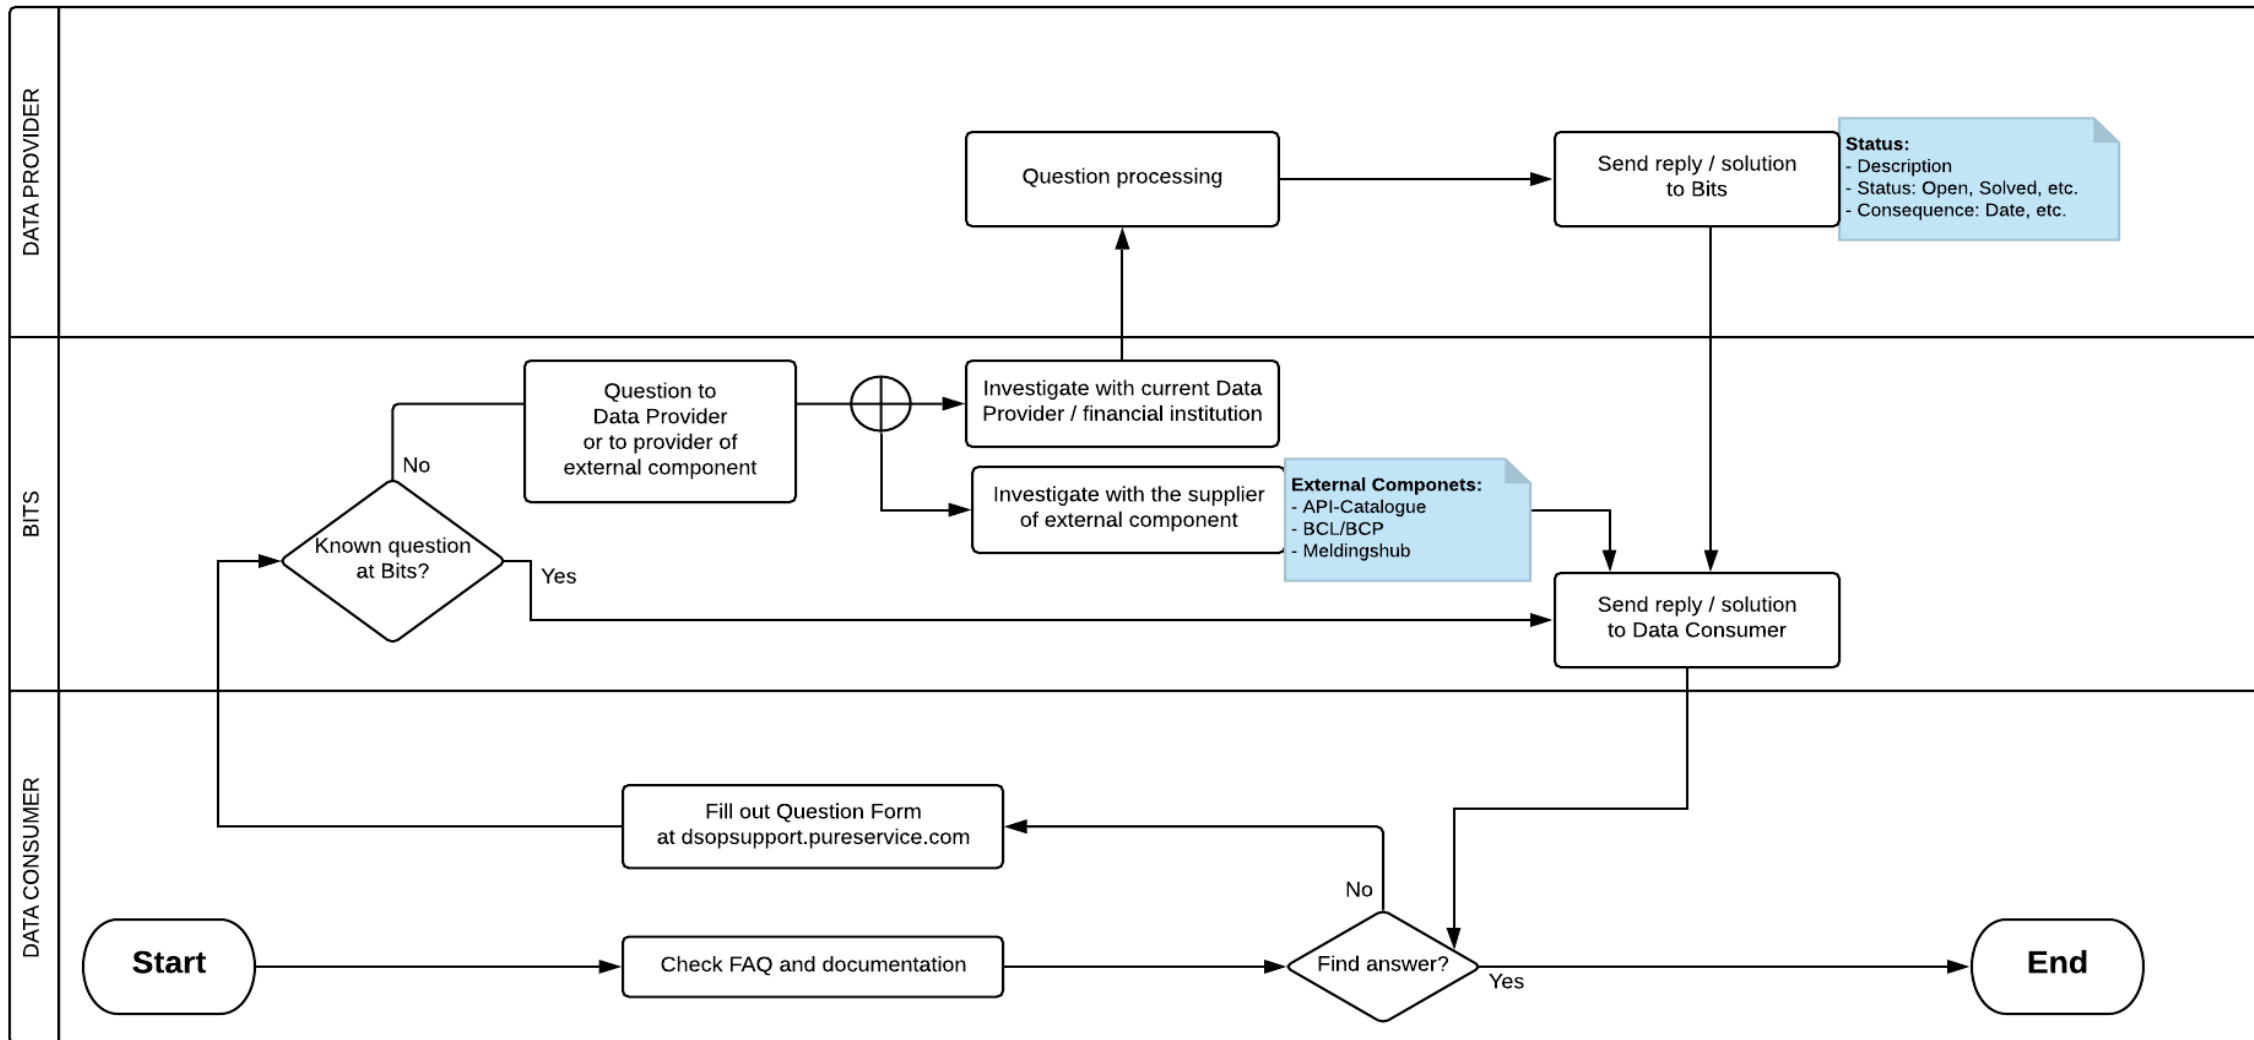 DATA PROVIDER
Question processing
Send reply / solution
to Bits
Status:
- Description
- Status: Open, Solved, etc.
- Consequence: Date, etc.
BITS
Question to
Data Provider
or to provider of
external component
Investigate with current Data
Provider / financial institution
No
Investigate with the supplier
of external component
External Componets:
- API-Catalogue
- BCL/BCP
- Meldingshub
Known question
at Bits?
Yes
Send reply / solution
to Data Consumer
DATA CONSUMER
Fill out Question Form
at dsopsupport.pureservice.com
No
Start
Check FAQ and documentation
Find answer?
Yes
End